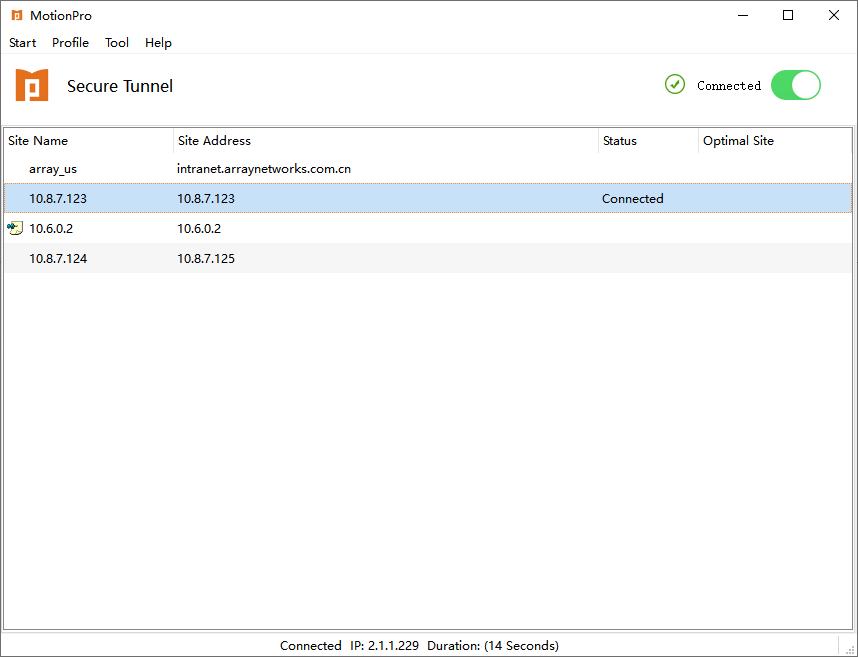 MotionPro
Start Profile Tool Help
Secure Tunnel Connected
Site Name Site Address Status Optimal Site
array_us intranet.arraynetworks.com.cn
10.8.7.123 10.8.7.123 Connected
10.6.0.2 10.6.0.2
10.8.7.124 10.8.7.125
Connected IP: 2.1.1.229 Duration: (14 Seconds)